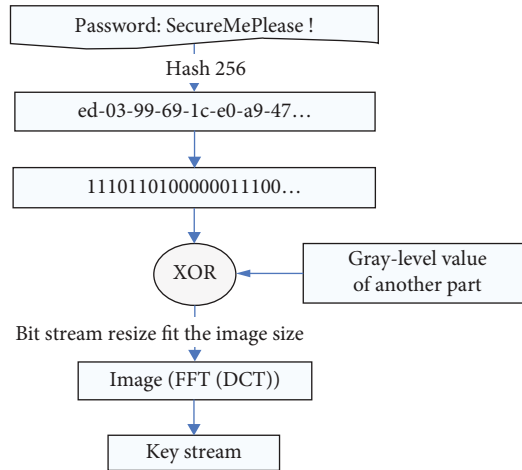 Password: SecureMePlease !
Hash 256
ed-03-99-69-1c-e0-a9-47…
1110110100000011100…
XOR
Gray-level value
of another part
Bit stream resize fit the image size
Image (FFT (DCT))
Key stream